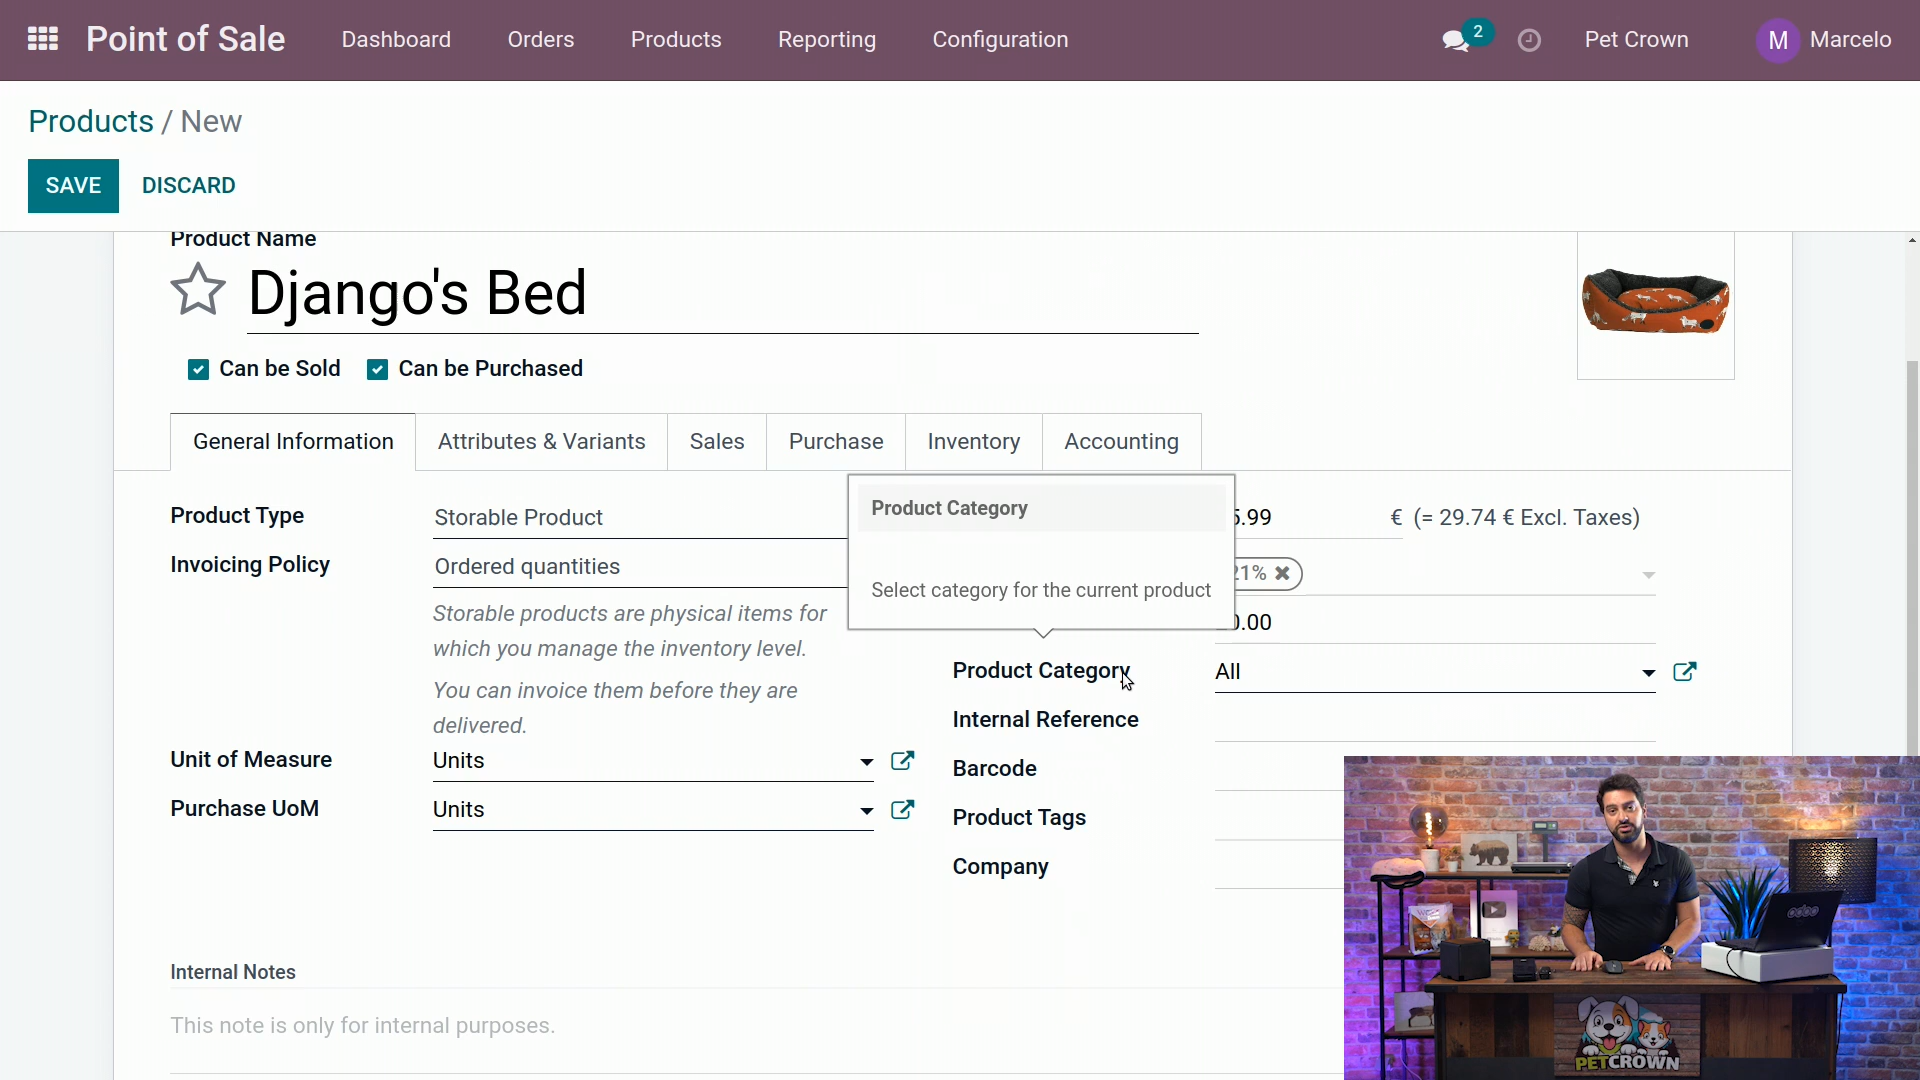 Point of Sale
Dashboard
Orders
Products
Reporting
Configuration
2
Pet Crown
M
Marcelo
Products / New
SAVE
DISCARD
Product Name
Django's Bed
Can be Sold
Can be Purchased
General Information
Attributes & Variants
Sales
Purchase
Inventory
Accounting
Product Type
Storable Product
Product Category
5.99
€ (= 29.74 € Excl. Taxes)
Invoicing Policy
Ordered quantities
21%
Select category for the current product
Storable products are physical items for
which you manage the inventory level.
0.00
You can invoice them before they are
delivered.
Product Category
All
Internal Reference
Unit of Measure
Units
Barcode
Purchase UoM
Units
Product Tags
Company
Internal Notes
This note is only for internal purposes.
odoo
PETCROWN